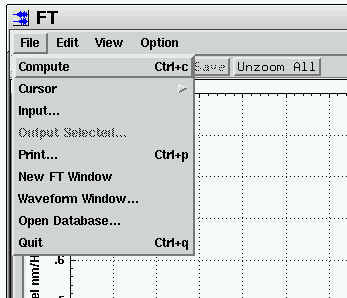 FT
File Edit View Option
Compute Ctrl+c
Save Unzoom All
Cursor
Input...
Output Selected...
Print... Ctrl+p
New FT Window
Waveform Window...
Open Database...
Quit Ctrl+q
.6
nm/H